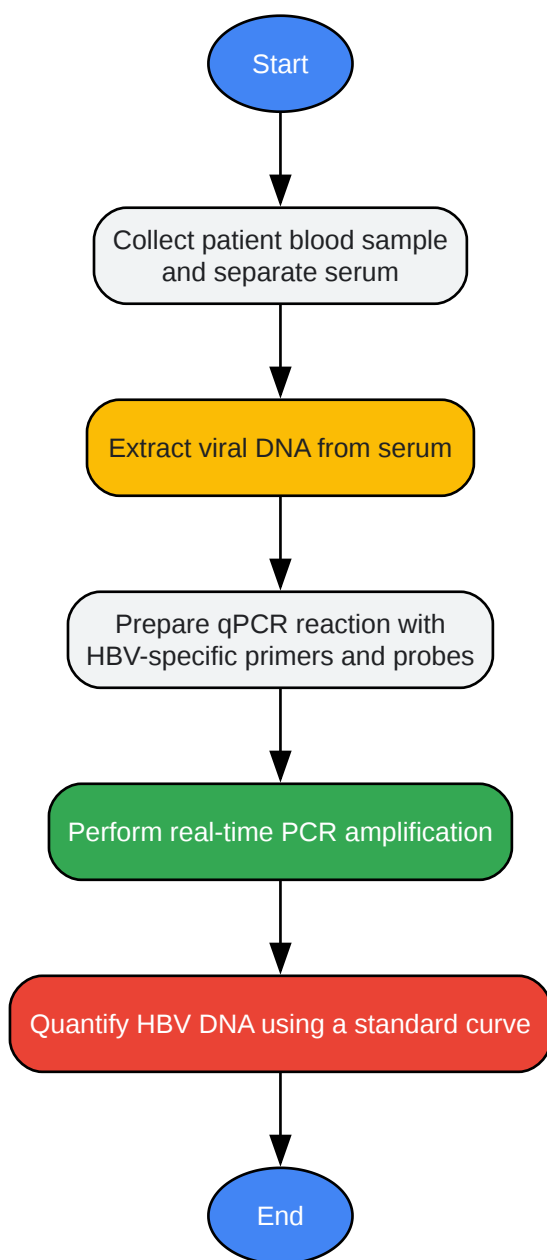 Start
Collect patient blood sample
and separate serum
Extract viral DNA from serum
Prepare qPCR reaction with
HBV-specific primers and probes
Perform real-time PCR amplification
Quantify HBV DNA using a standard curve
End